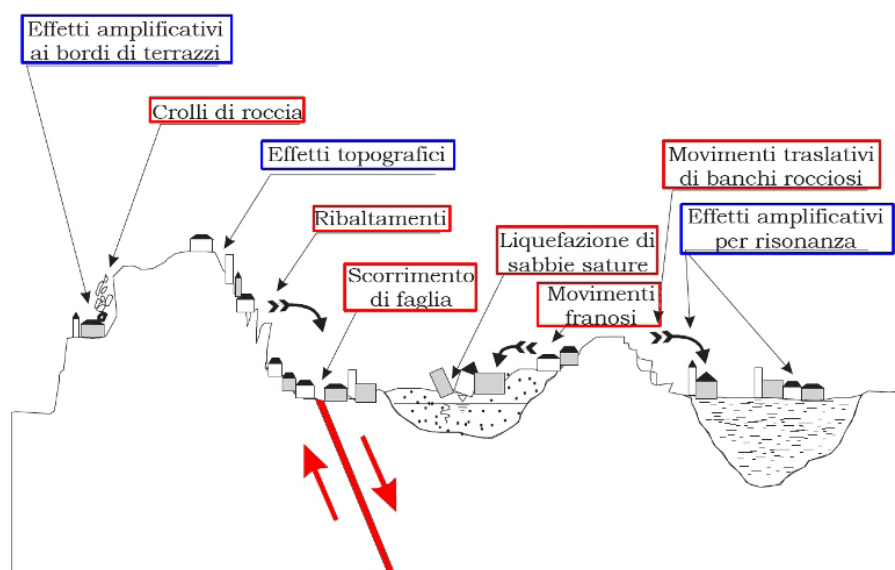 Effetti amplificativi
ai bordi di terrazzi
Crolli di roccia
Effetti topografici
Ribaltamenti
Scorrimento
di faglia
Liquefazione di
sabbie sature
Movimenti
franosi
Movimenti traslativi
di banchi rocciosi
Effetti amplificativi
per risonanza